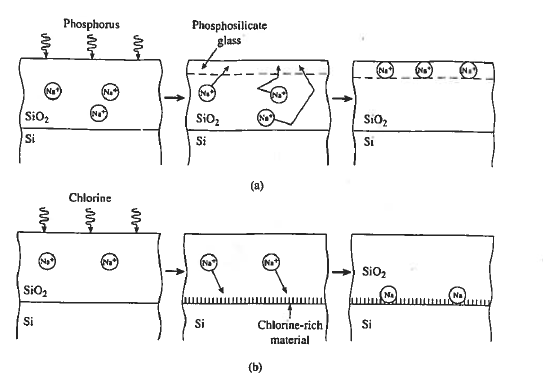 Phosphorus
Phosphosilicate
glass
Na⁺
Na⁺
Na⁺
SiO₂
Si
Na⁺
Na⁺
Na⁺
SiO₂
Si
Na⁺
Na⁺
Na⁺
SiO₂
Si
(a)
Chlorine
Na⁺
Na⁺
SiO₂
Si
Na⁺
Na⁺
Si
Chlorine-rich
material
SiO₂
Na
Na
Si
(b)